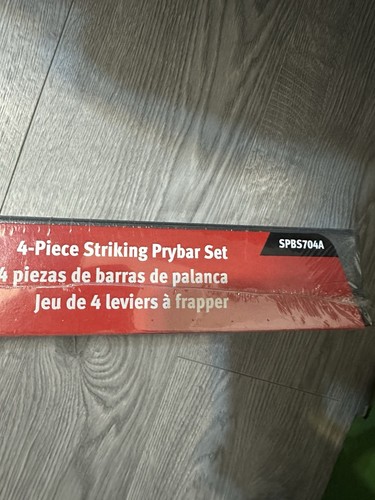 4-Piece Striking Prybar Set
SPBS704A
4 piezas de barras de palanca
Jeu de 4 leviers à frapper